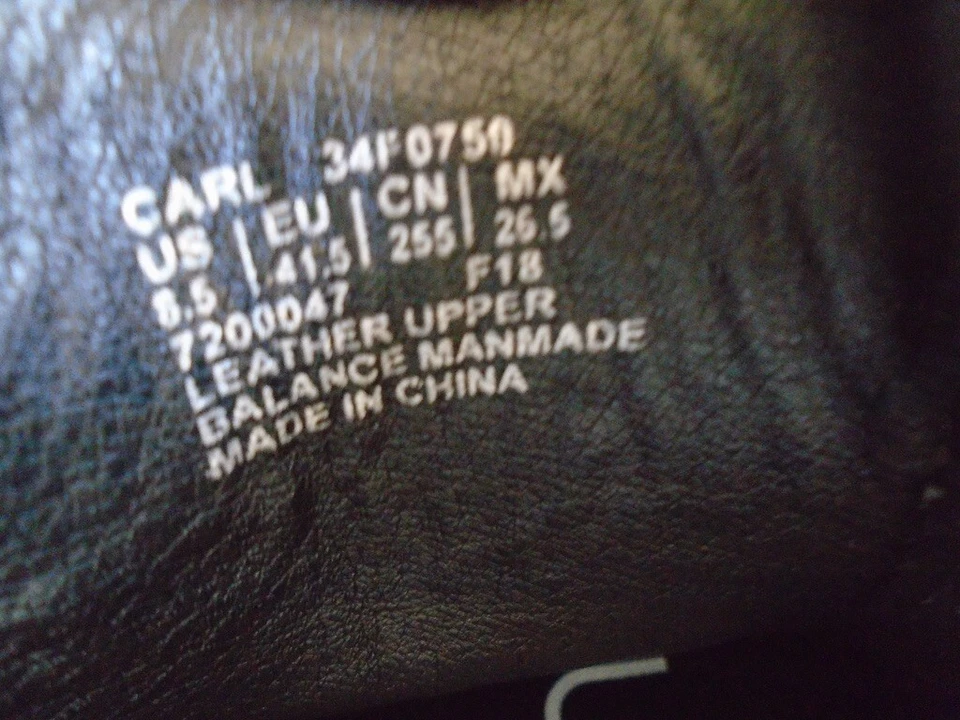 CARL 34F0750
US | EU | CN | MX
8.5 | 41.5 | 255 | 26.5
7200047 F18
LEATHER UPPER
BALANCE MANMADE
MADE IN CHINA